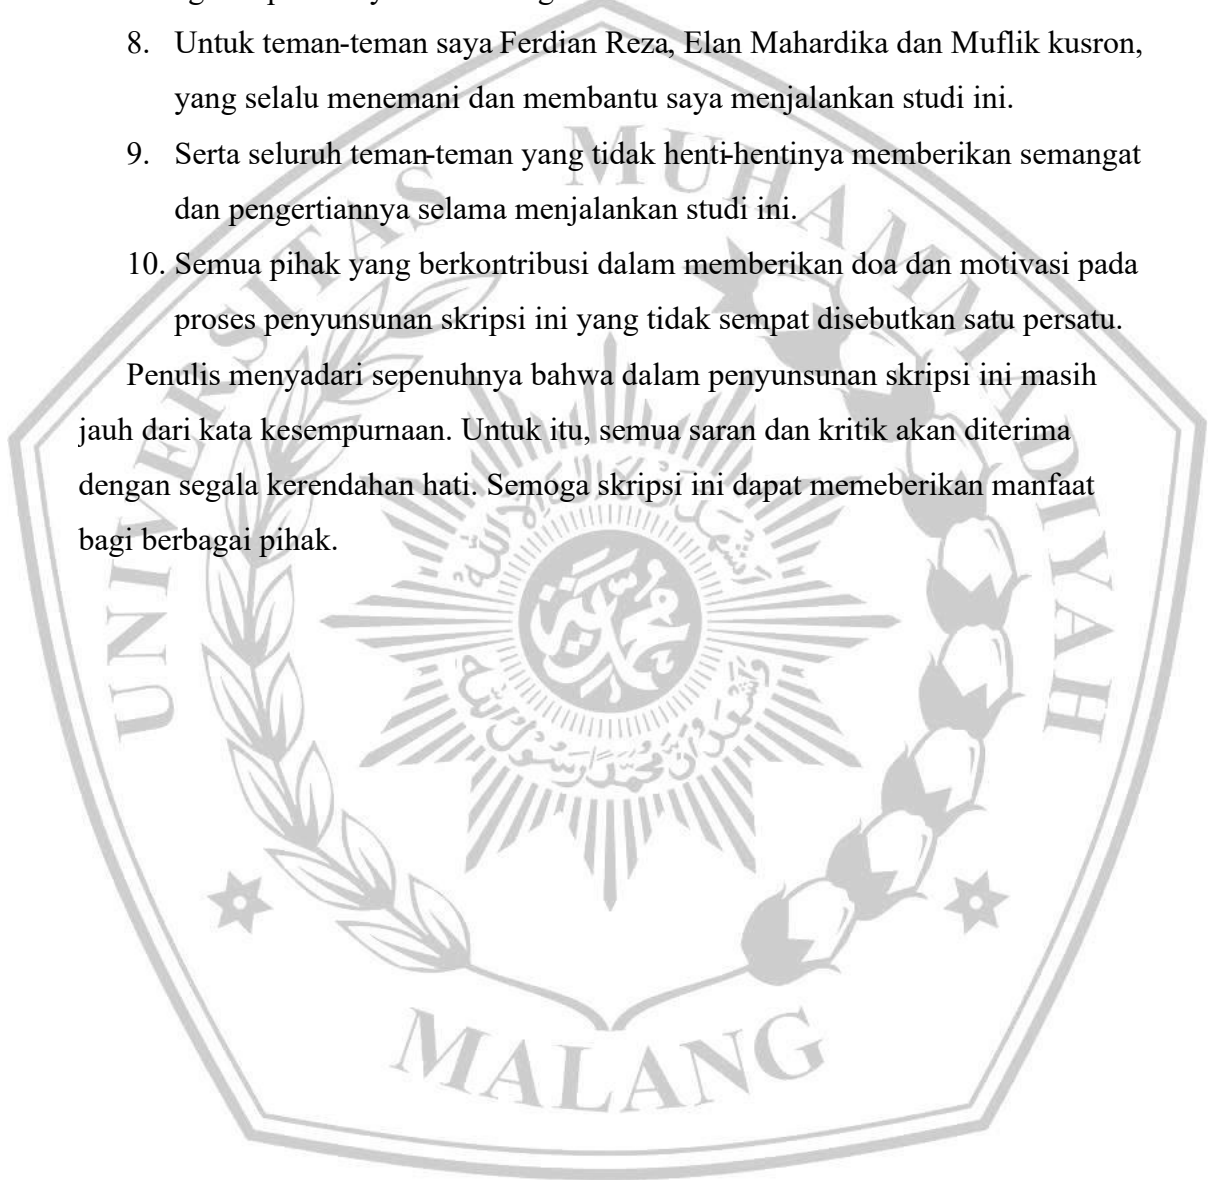 8. Untuk teman-teman saya Ferdian Reza, Elan Mahardika dan Muflik kusron,
yang selalu menemani dan membantu saya menjalankan studi ini.
9. Serta seluruh teman-teman yang tidak henti-hentinya memberikan semangat
dan pengertiannya selama menjalankan studi ini.
10. Semua pihak yang berkontribusi dalam memberikan doa dan motivasi pada
proses penyunsunan skripsi ini yang tidak sempat disebutkan satu persatu.
Penulis menyadari sepenuhnya bahwa dalam penyunsunan skripsi ini masih
jauh dari kata kesempurnaan. Untuk itu, semua saran dan kritik akan diterima
dengan segala kerendahan hati. Semoga skripsi ini dapat memeberikan manfaat
bagi berbagai pihak.
UNIVERSITAS MUHAMMADIYAH
MALANG